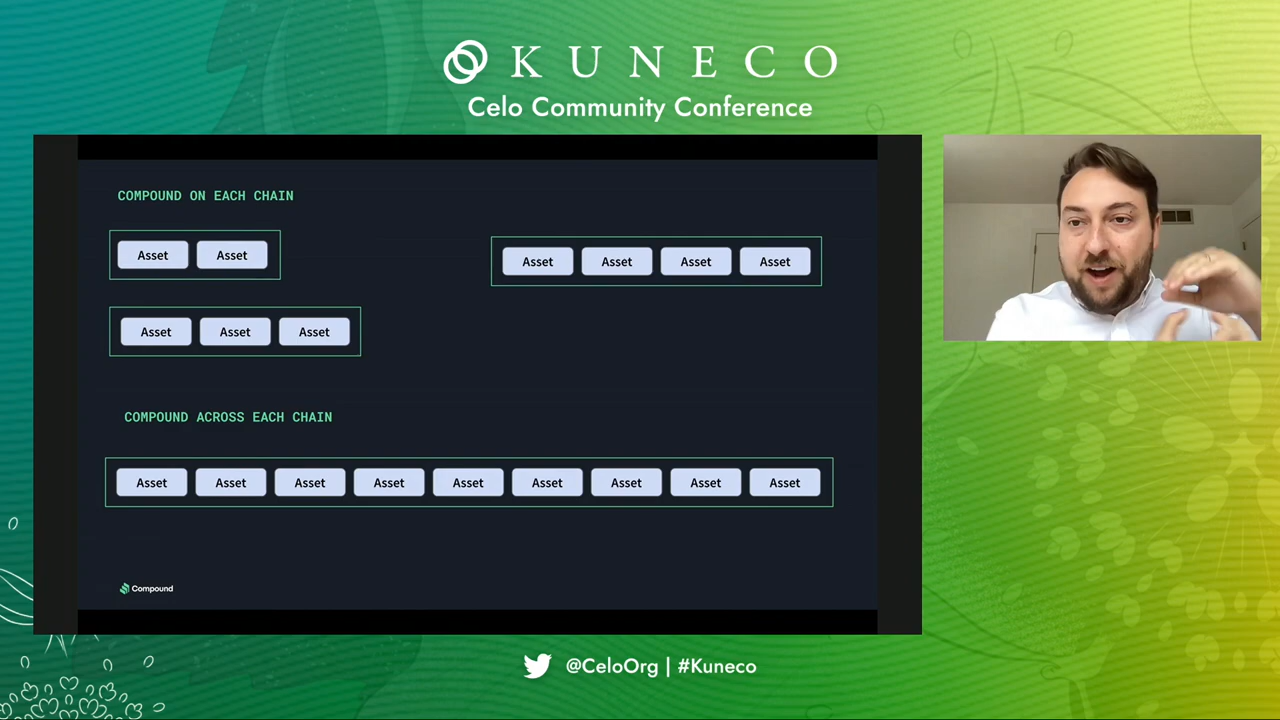 KUNECO
Celo Community Conference
COMPOUND ON EACH CHAIN
Asset Asset
Asset Asset Asset Asset
Asset Asset Asset
COMPOUND ACROSS EACH CHAIN
Asset Asset Asset Asset Asset Asset Asset Asset Asset
Compound
@CeloOrg | #Kuneco